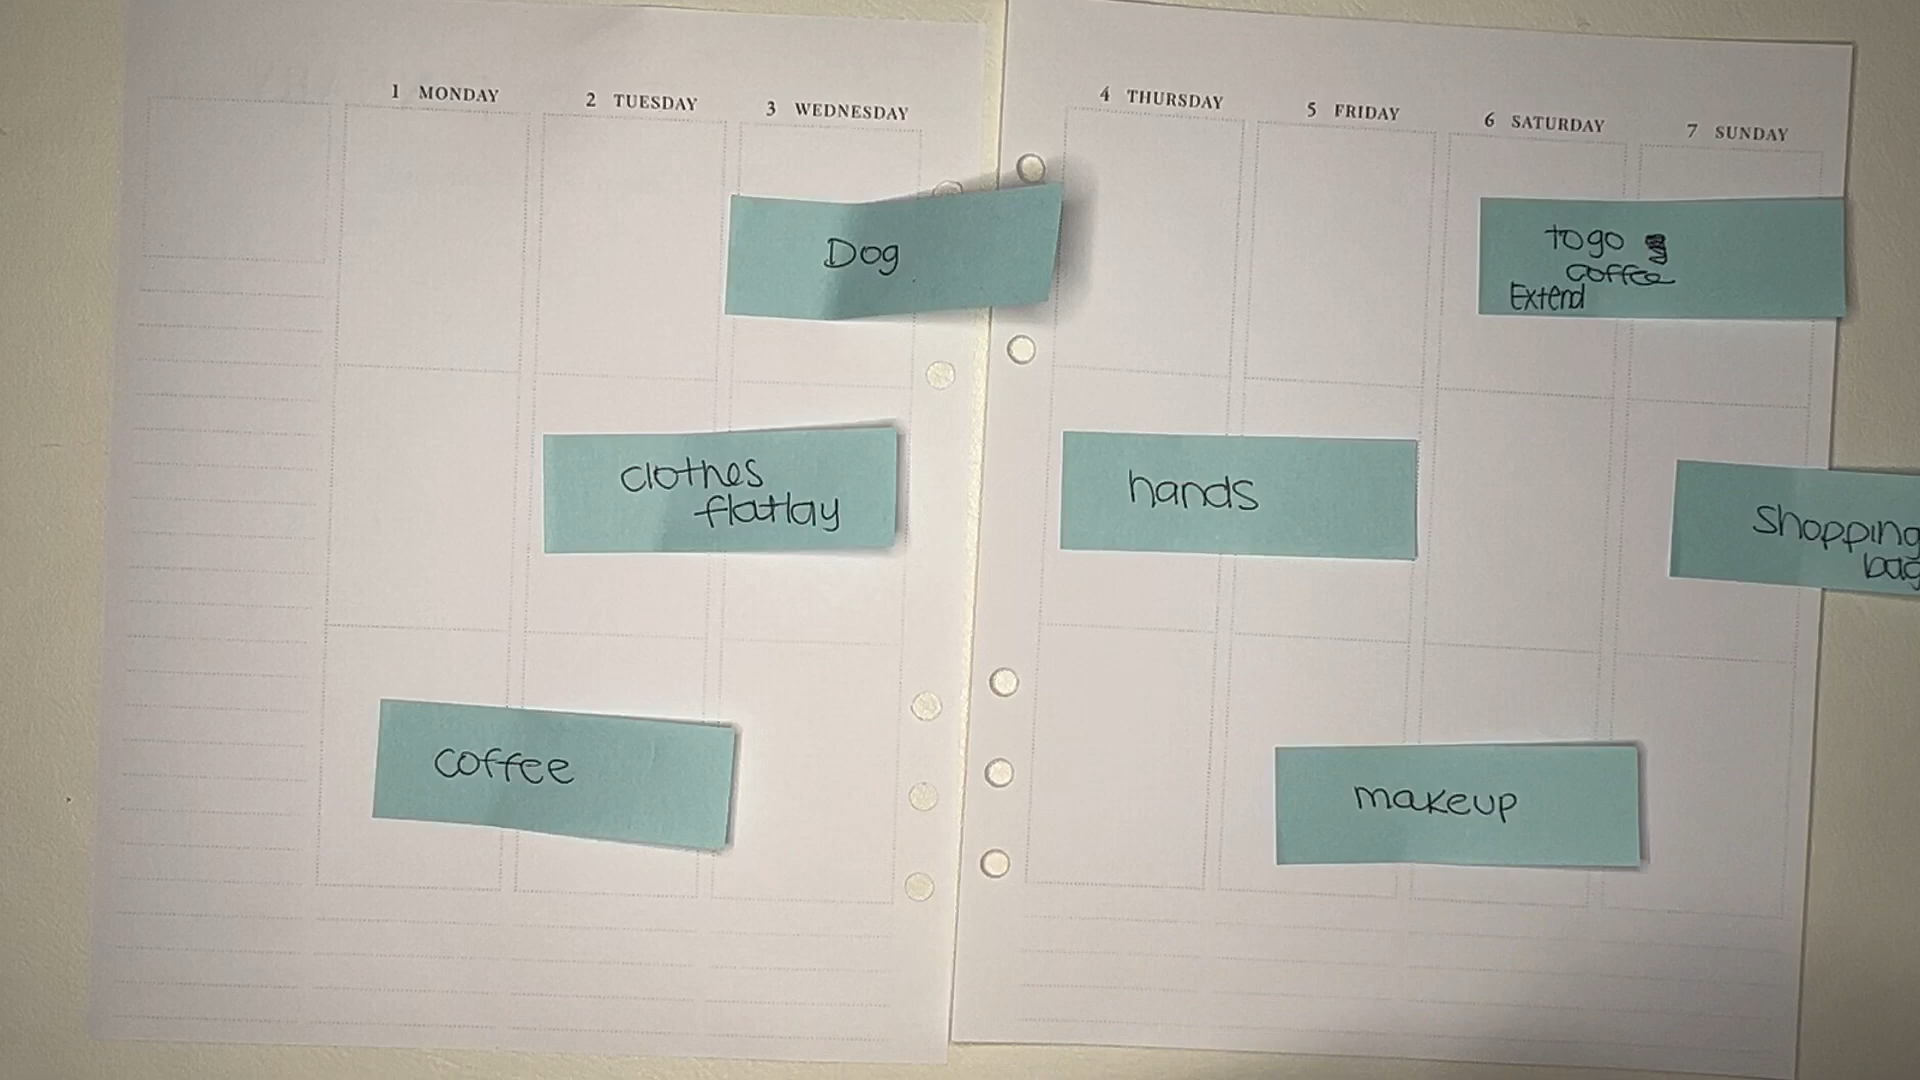 1 MONDAY
2 TUESDAY
3 WEDNESDAY
4 THURSDAY
5 FRIDAY
6 SATURDAY
7 SUNDAY
Dog
togo
coffee
Extend
clothes
flatlay
hands
Shopping
bag
coffee
makeup